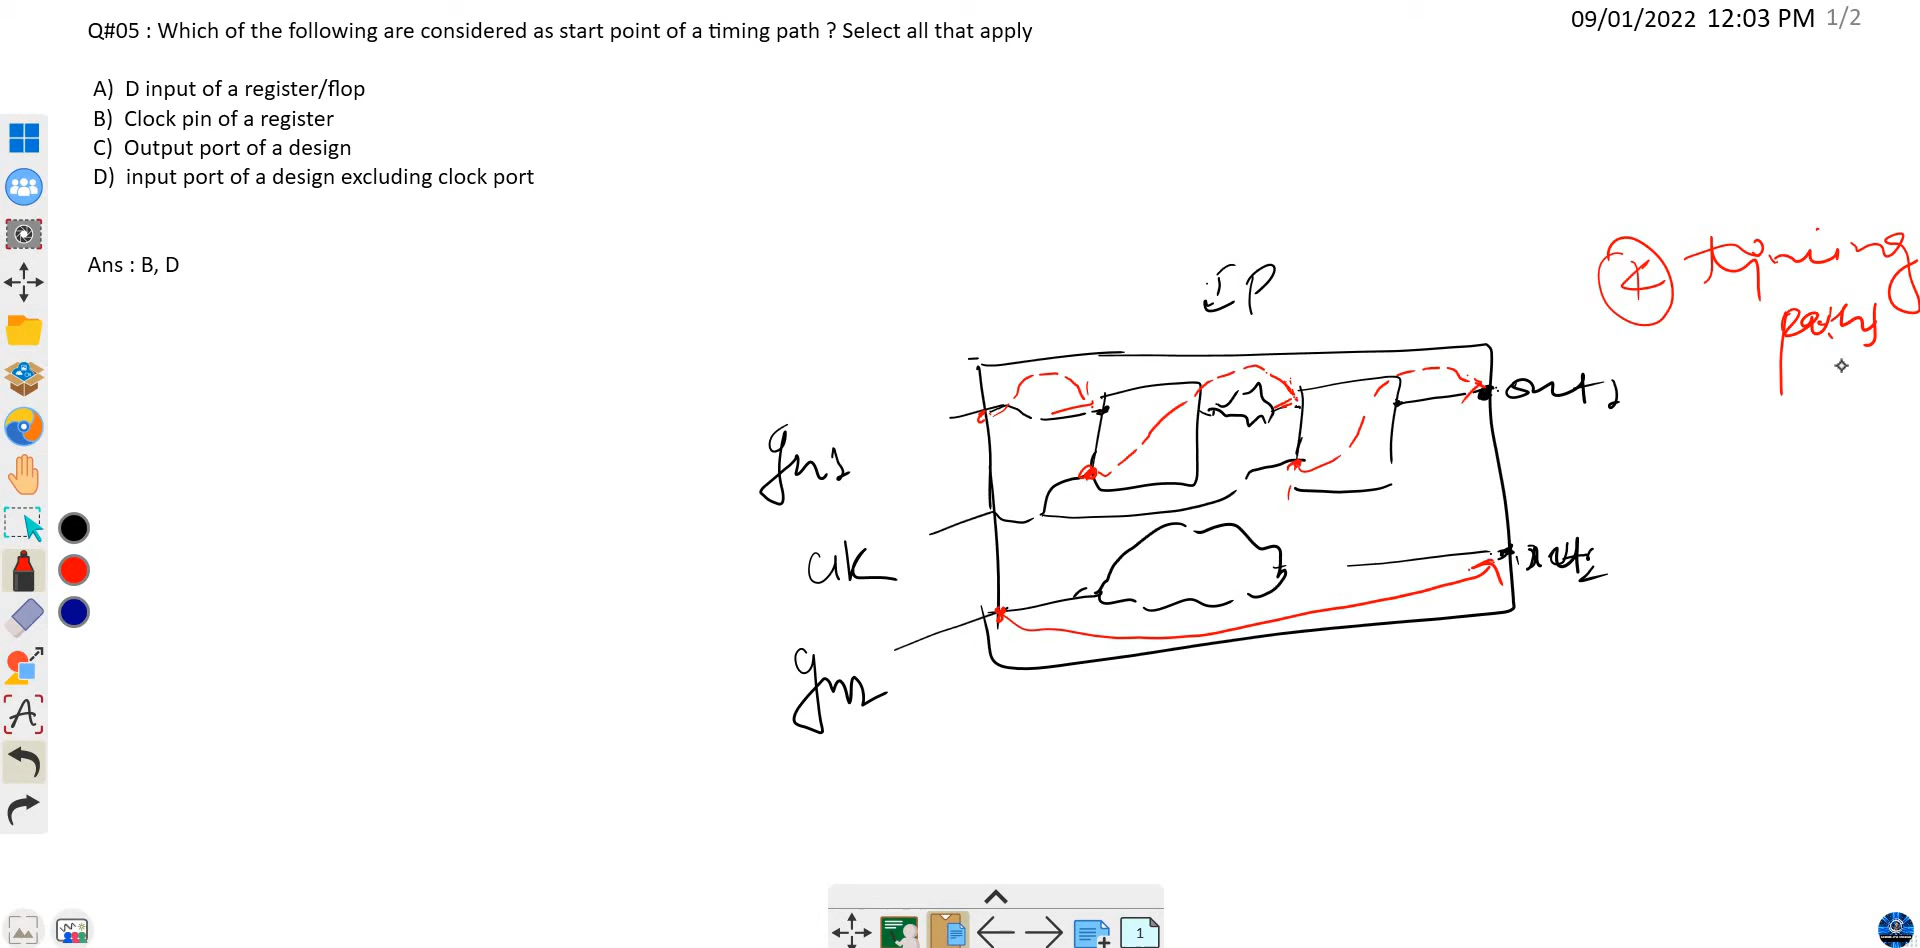 09/01/2022 12:03 PM 1/2
Q#05 : Which of the following are considered as start point of a timing path ? Select all that apply
A) D input of a register/flop
B) Clock pin of a register
C) Output port of a design
D) input port of a design excluding clock port
Ans : B, D
IP
4 timing
paths
out1
in1
clk
out2
in2
1